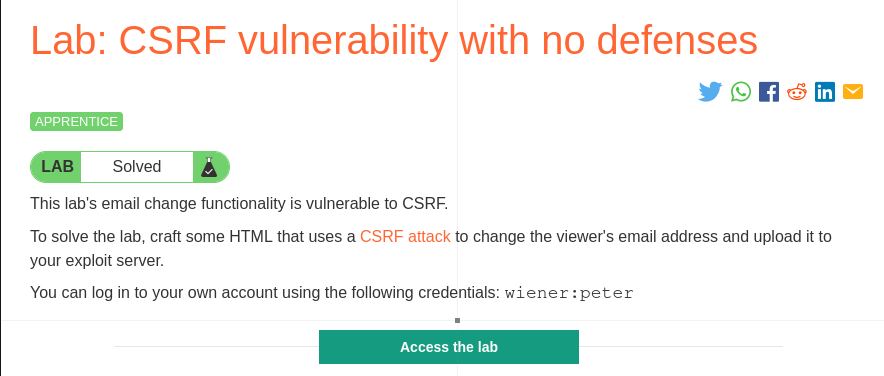 Lab: CSRF vulnerability with no defenses
APPRENTICE
LAB Solved
This lab's email change functionality is vulnerable to CSRF.
To solve the lab, craft some HTML that uses a CSRF attack to change the viewer's email address and upload it to
your exploit server.
You can log in to your own account using the following credentials: wiener:peter
Access the lab